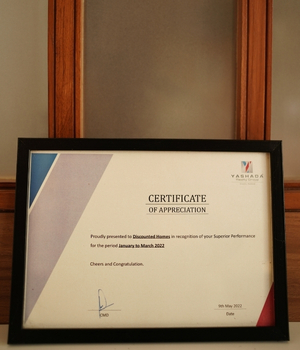 YASHADA
CERTIFICATE
OF APPRECIATION
Proudly presented to Discounted Homes in recognition of your Superior Performance
for the period January to March 2022
Cheers and Congratulation.
9th May 2022
Date